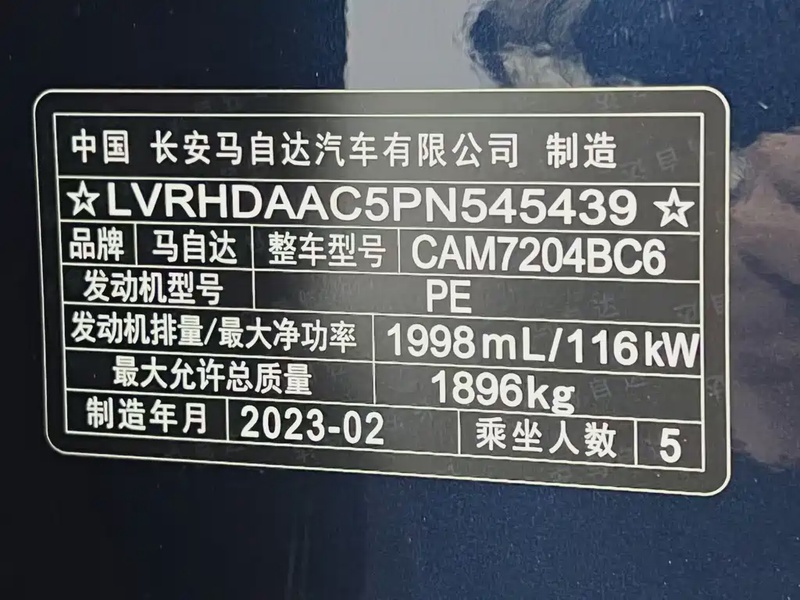 中国 长安马自达汽车有限公司 制造
☆LVRHDAAC5PN545439☆
品牌 马自达 整车型号 CAM7204BC6
发动机型号 PE
发动机排量/最大净功率 1998mL/116kW
最大允许总质量 1896kg
制造年月 2023-02 乘坐人数 5